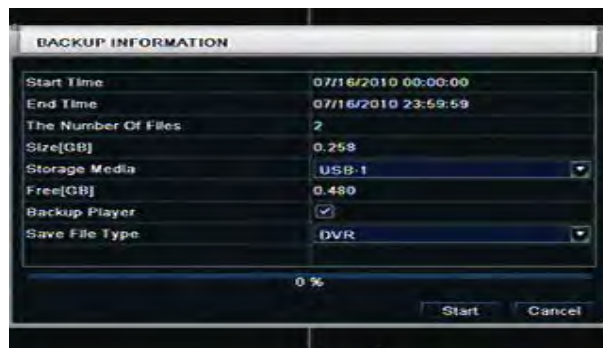 BACKUP INFORMATION
Start Time 07/16/2010 00:00:00
End Time 07/16/2010 23:59:59
The Number Of Files 2
Size[GB] 0.258
Storage Media USB-1
Free[GB] 0.480
Backup Player
Save File Type DVR
0 %
Start Cancel